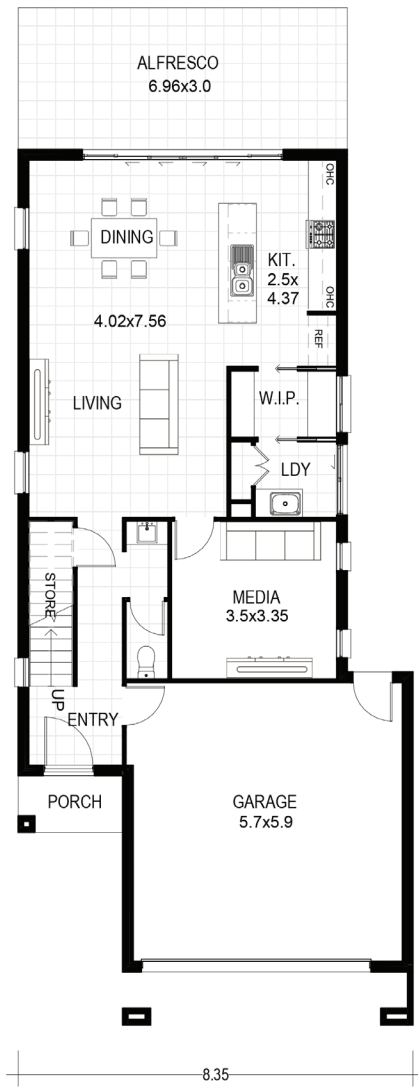 ALFRESCO
6.96x3.0
OHC
DINING
KIT.
2.5x
4.37
OHC
4.02x7.56
REF
LIVING
W.I.P.
LDY
STORE
MEDIA
3.5x3.35
UP
ENTRY
PORCH
GARAGE
5.7x5.9
8.35